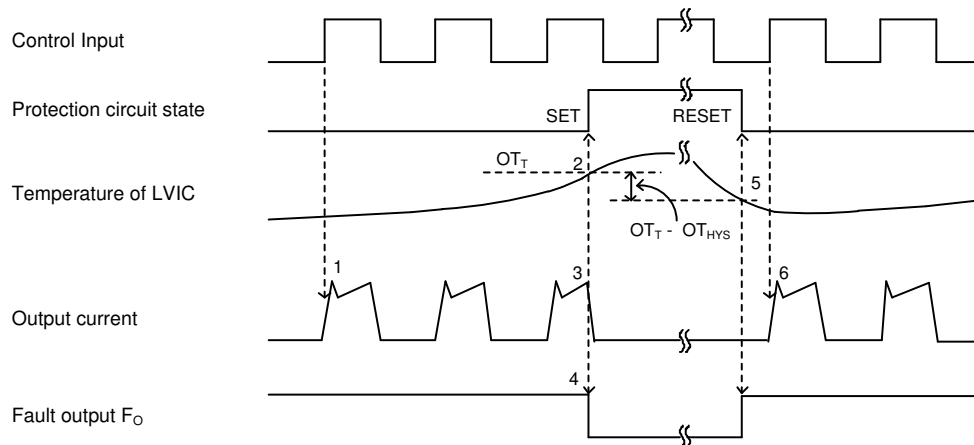 Control Input
Protection circuit state
SET
RESET
OT_T
2
5
Temperature of LVIC
OT_T - OT_HYS
1
3
6
Output current
4
Fault output F_O